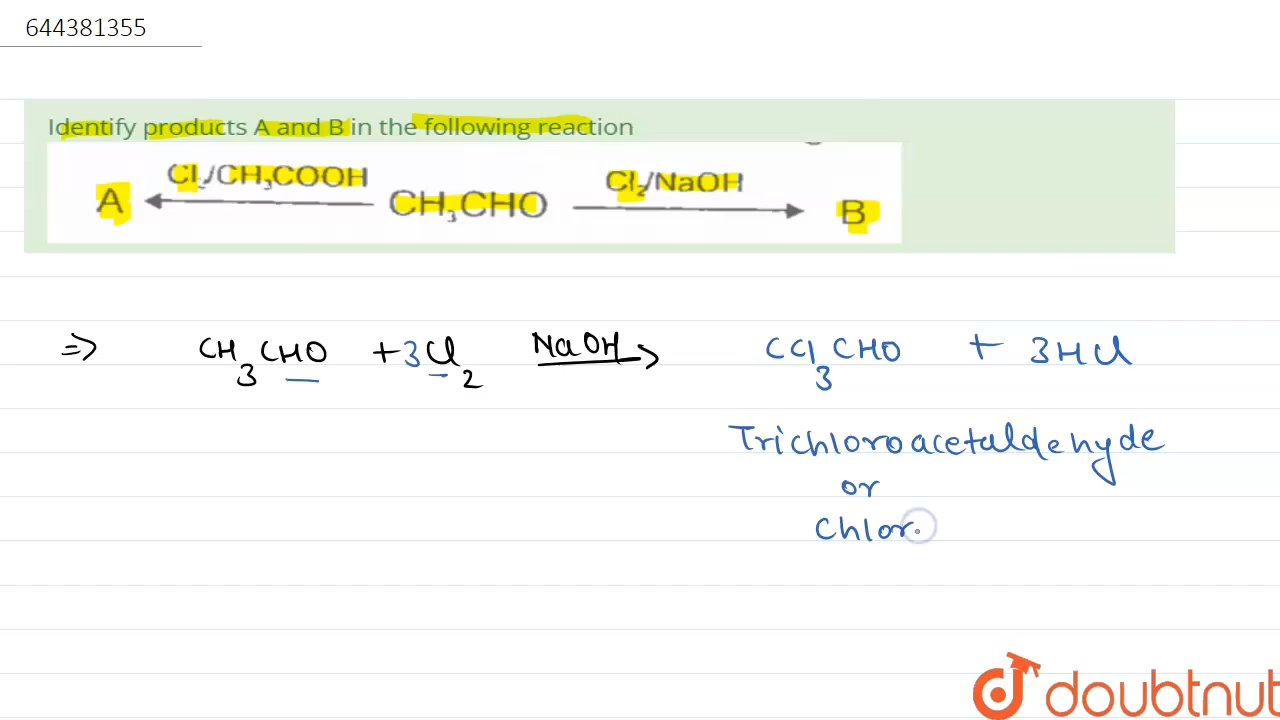 644381355
Identify products A and B in the following reaction
A Cl₂/CH₃COOH CH₃CHO Cl₂/NaOH B
⇒ CH₃CHO + 3Cl₂ NaOH → CCl₃CHO + 3HCl
Trichloroacetaldehyde
or
Chlor
doubtnut